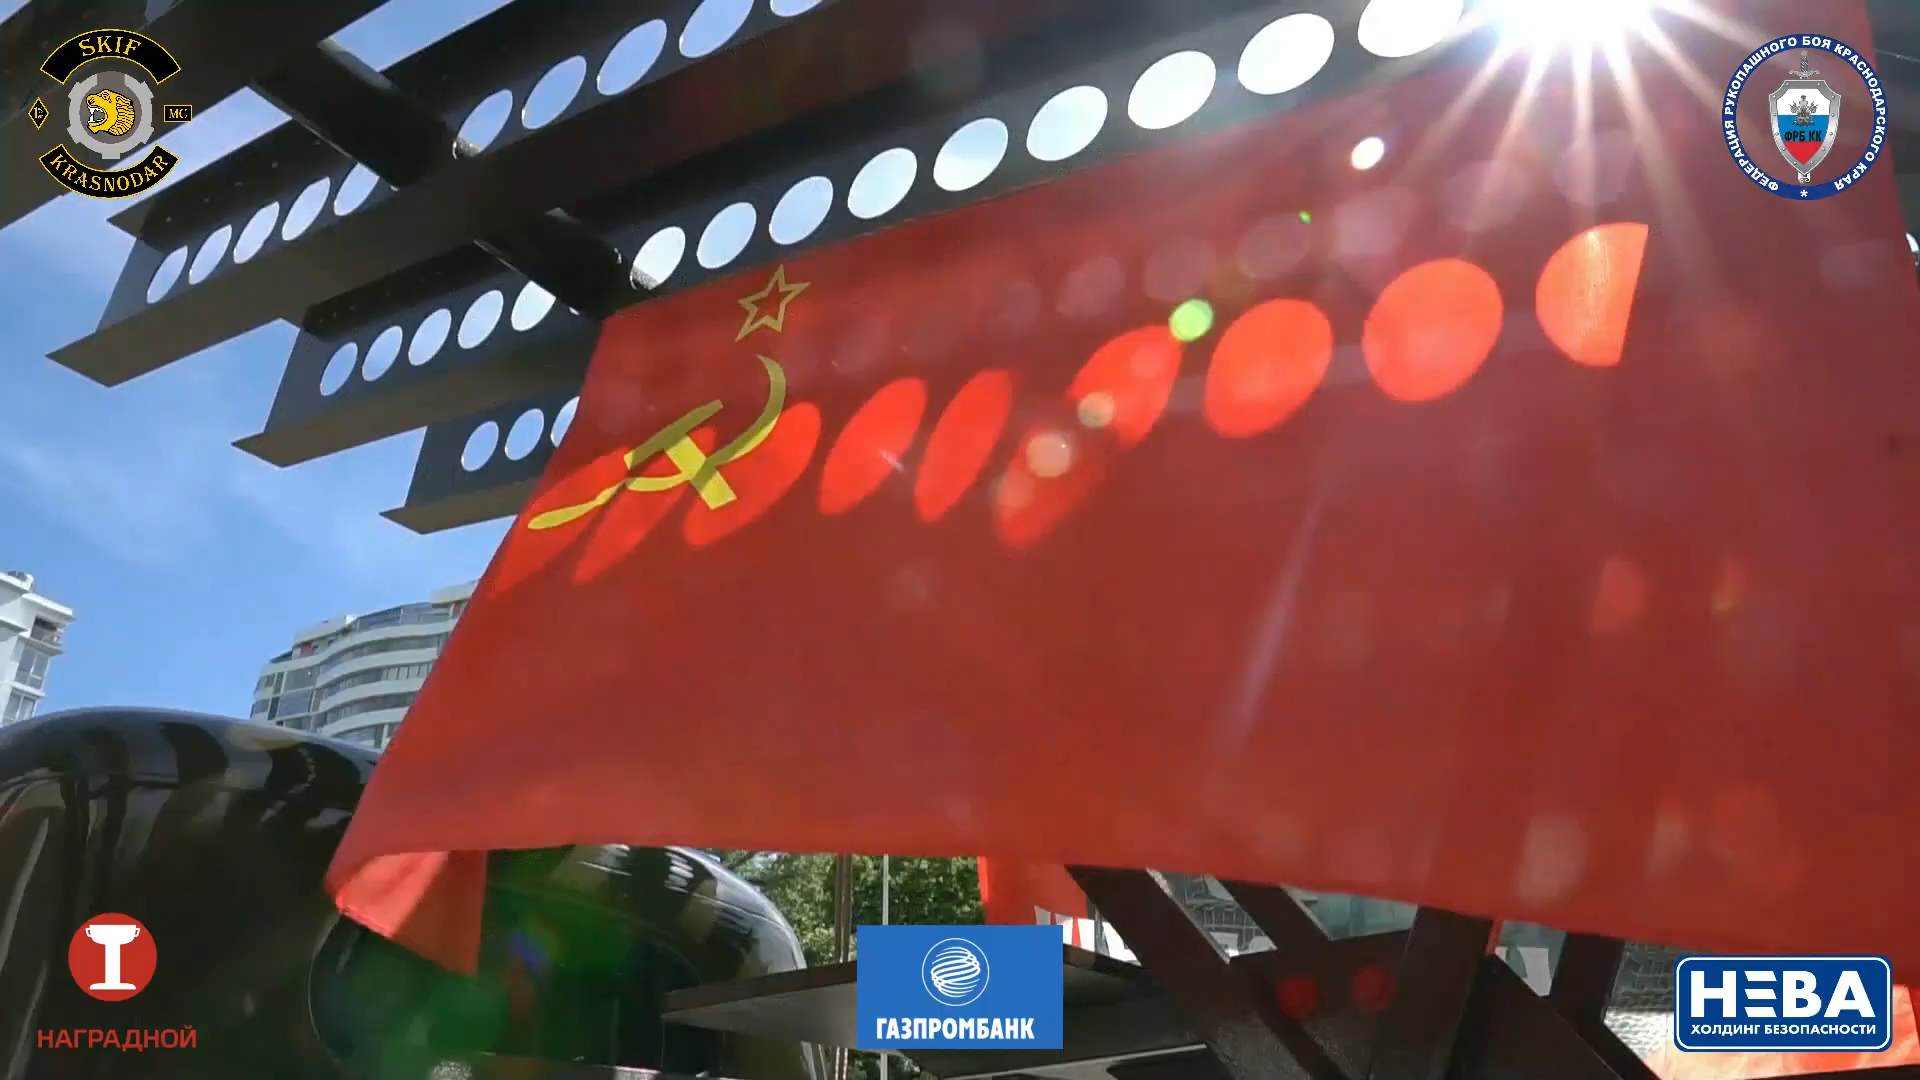 SKIF
MC
KRASNODAR
ФЕДЕРАЦИЯ РУКОПАШНОГО БОЯ КРАСНОДАРСКОГО КРАЯ
ФРБ КК
НАГРАДНОЙ
ГАЗПРОМБАНК
НЕВА
ХОЛДИНГ БЕЗОПАСНОСТИ